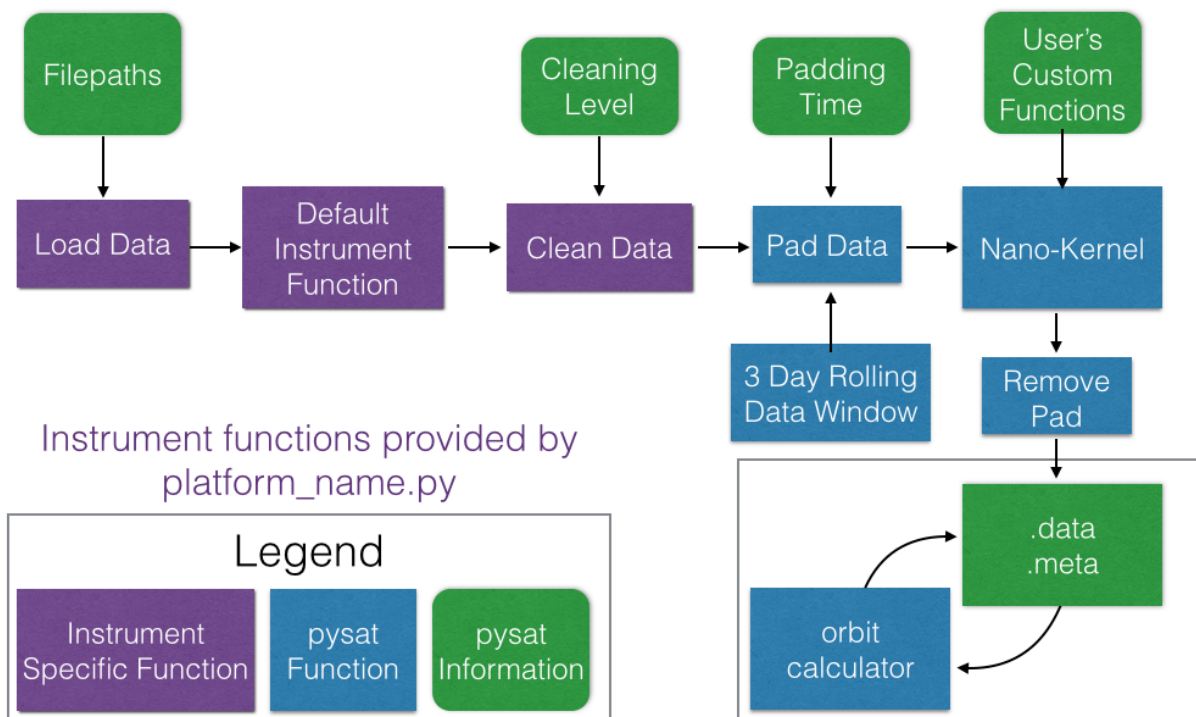 Filepaths
Cleaning
Level
Padding
Time
User's
Custom
Functions
Load Data
Default
Instrument
Function
Clean Data
Pad Data
Nano-Kernel
3 Day Rolling
Data Window
Remove
Pad
Instrument functions provided by
platform_name.py
Legend
Instrument
Specific Function
pysat
Function
pysat
Information
.data
.meta
orbit
calculator